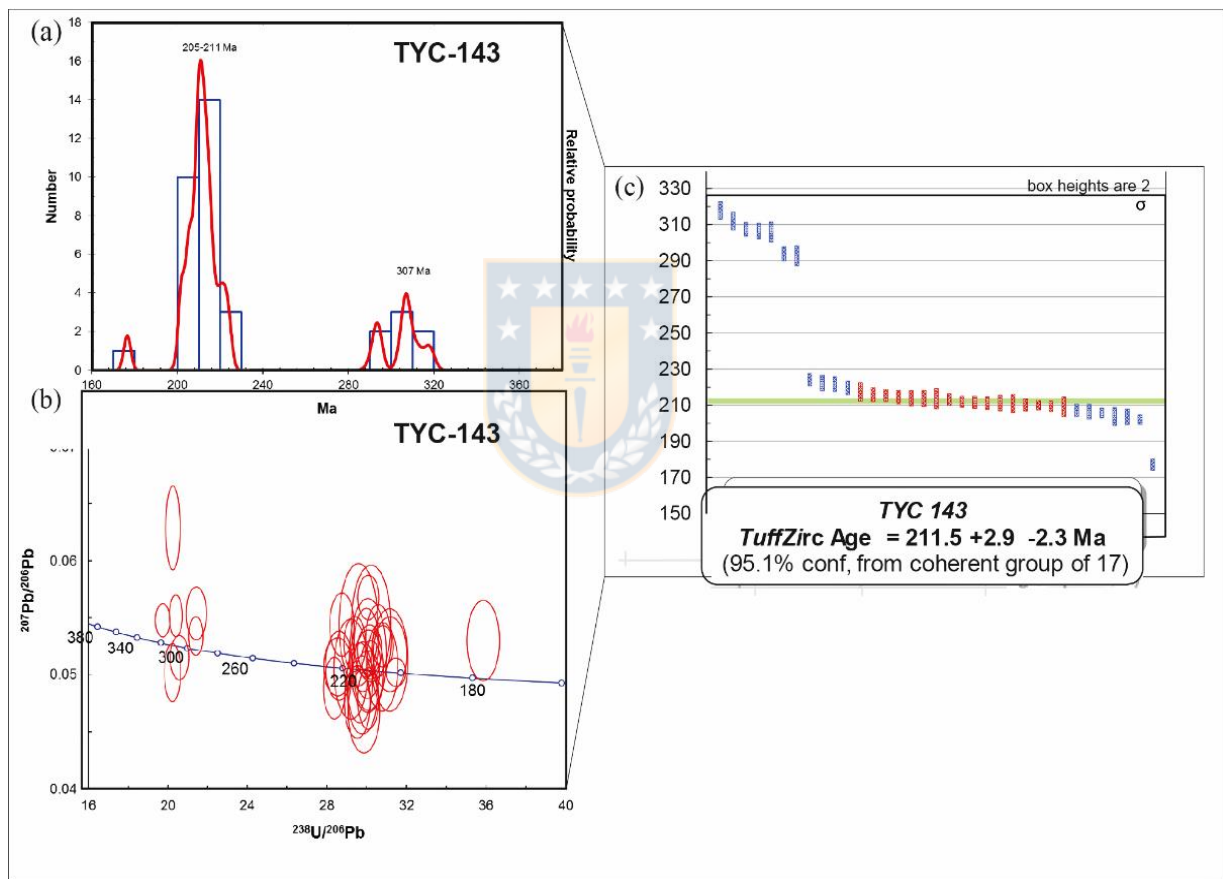 (a)
18
16
14
12
10
8
6
4
2
0
Number
205-211 Ma
TYC-143
307 Ma
Relative probability
160
200
240
280
320
360
Ma
(b)
TYC-143
0.06
0.05
0.04
²⁰⁷Pb/²⁰⁶Pb
380
340
300
260
220
180
16
20
24
28
32
36
40
²³⁸U/²⁰⁶Pb
(c)
box heights are 2
σ
330
310
290
270
250
230
210
190
170
150
TYC 143
TuffZirc Age = 211.5 +2.9 -2.3 Ma
(95.1% conf, from coherent group of 17)